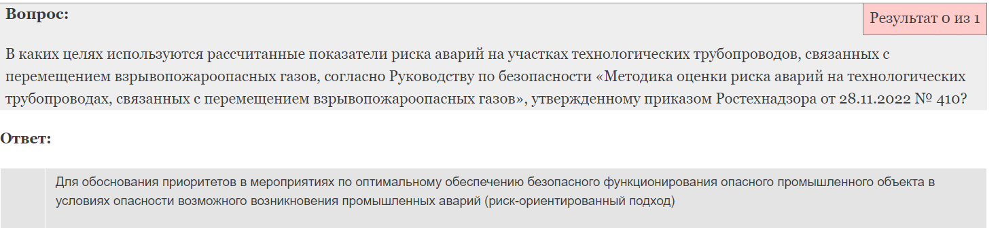 Вопрос:
Результат 0 из 1
В каких целях используются рассчитанные показатели риска аварий на участках технологических трубопроводов, связанных с
перемещением взрывопожароопасных газов, согласно Руководству по безопасности «Методика оценки риска аварий на технологических
трубопроводах, связанных с перемещением взрывопожароопасных газов», утвержденному приказом Ростехнадзора от 28.11.2022 № 410?
Ответ:
Для обоснования приоритетов в мероприятиях по оптимальному обеспечению безопасного функционирования опасного промышленного объекта в
условиях опасности возможного возникновения промышленных аварий (риск-ориентированный подход)